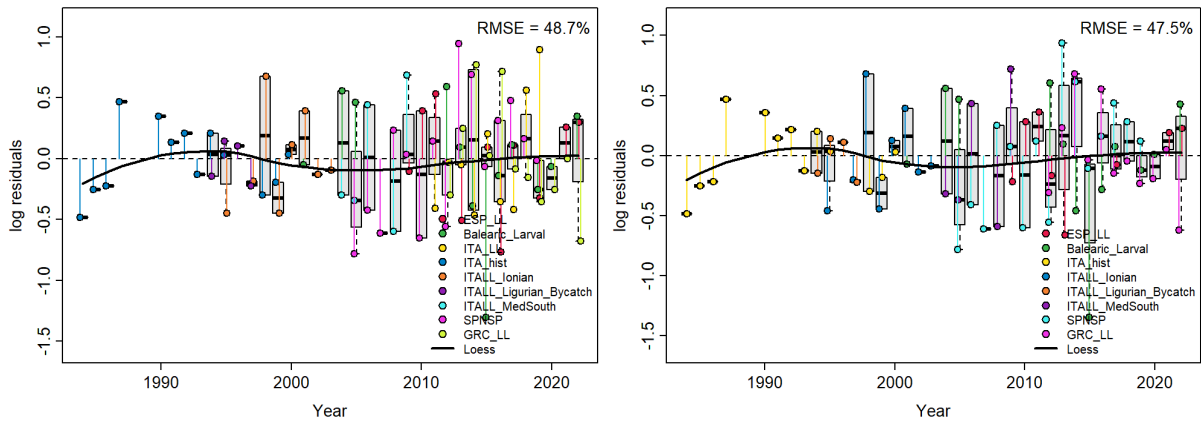 RMSE = 48.7%
log residuals
1.0
0.5
0.0
-0.5
-1.0
-1.5
ESP_LL
Balearic_Larval
ITA_LL
ITA_hist
ITALL_Ionian
ITALL_Ligurian_Bycatch
ITALL_MedSouth
SPNSP
GRC_LL
Loess
1990 2000 2010 2020
Year
RMSE = 47.5%
log residuals
1.0
0.5
0.0
-0.5
-1.0
-1.5
ESP_LL
Balearic_Larval
ITA_hist
ITALL_Ionian
ITALL_Ligurian_Bycatch
ITALL_MedSouth
SPNSP
GRC_LL
Loess
1990 2000 2010 2020
Year